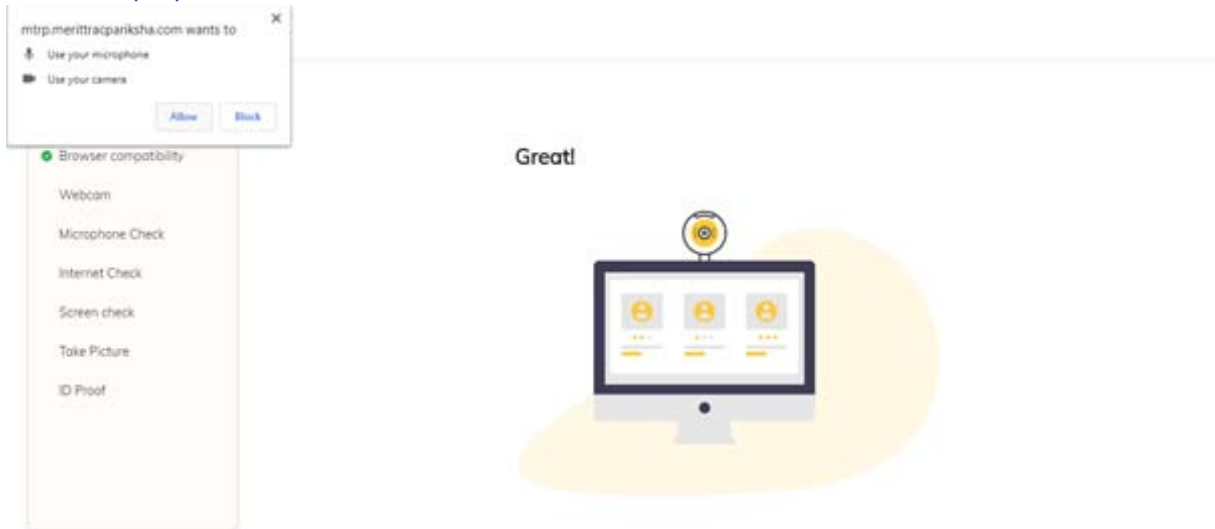 mtrp.merittracpariksha.com wants to
Use your microphone
Use your camera
Allow Block
Browser compatibility
Webcam
Microphone Check
Internet Check
Screen check
Take Picture
ID Proof
Great!